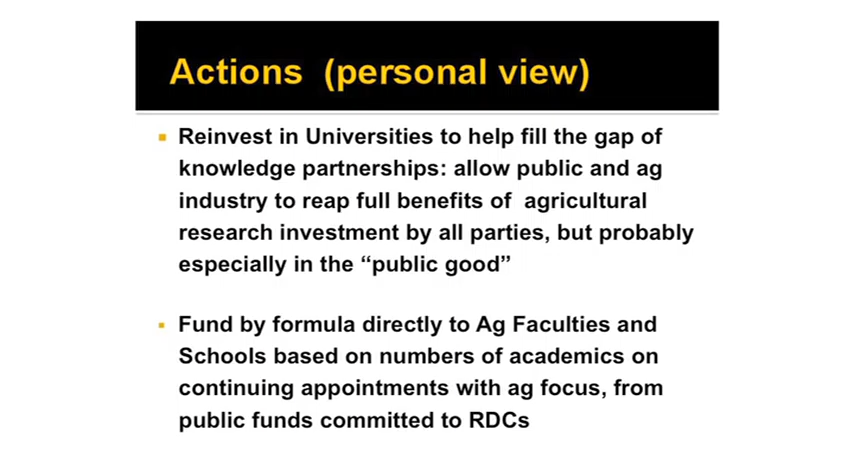 Actions (personal view)
Reinvest in Universities to help fill the gap of
knowledge partnerships: allow public and ag
industry to reap full benefits of agricultural
research investment by all parties, but probably
especially in the “public good”
Fund by formula directly to Ag Faculties and
Schools based on numbers of academics on
continuing appointments with ag focus, from
public funds committed to RDCs